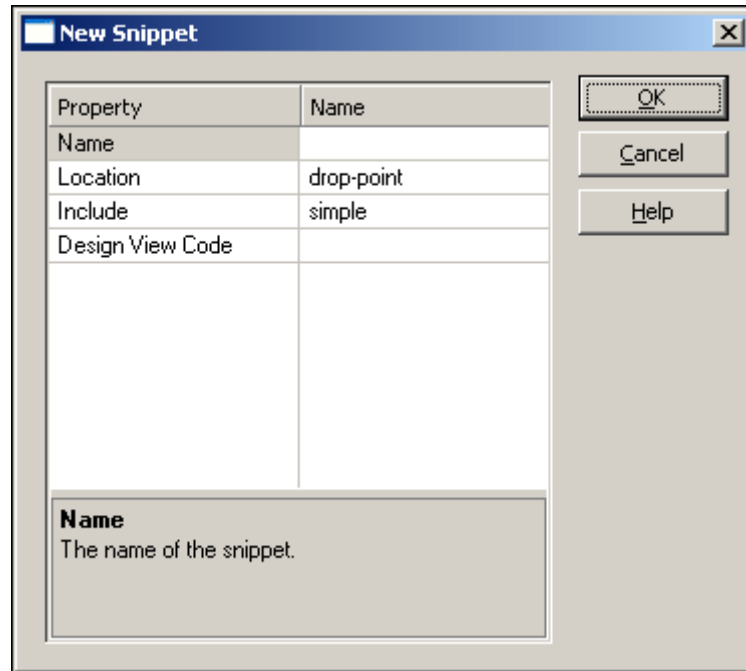 New Snippet
Property Name
Name
Location drop-point
Include simple
Design View Code
Name
The name of the snippet.
OK
Cancel
Help